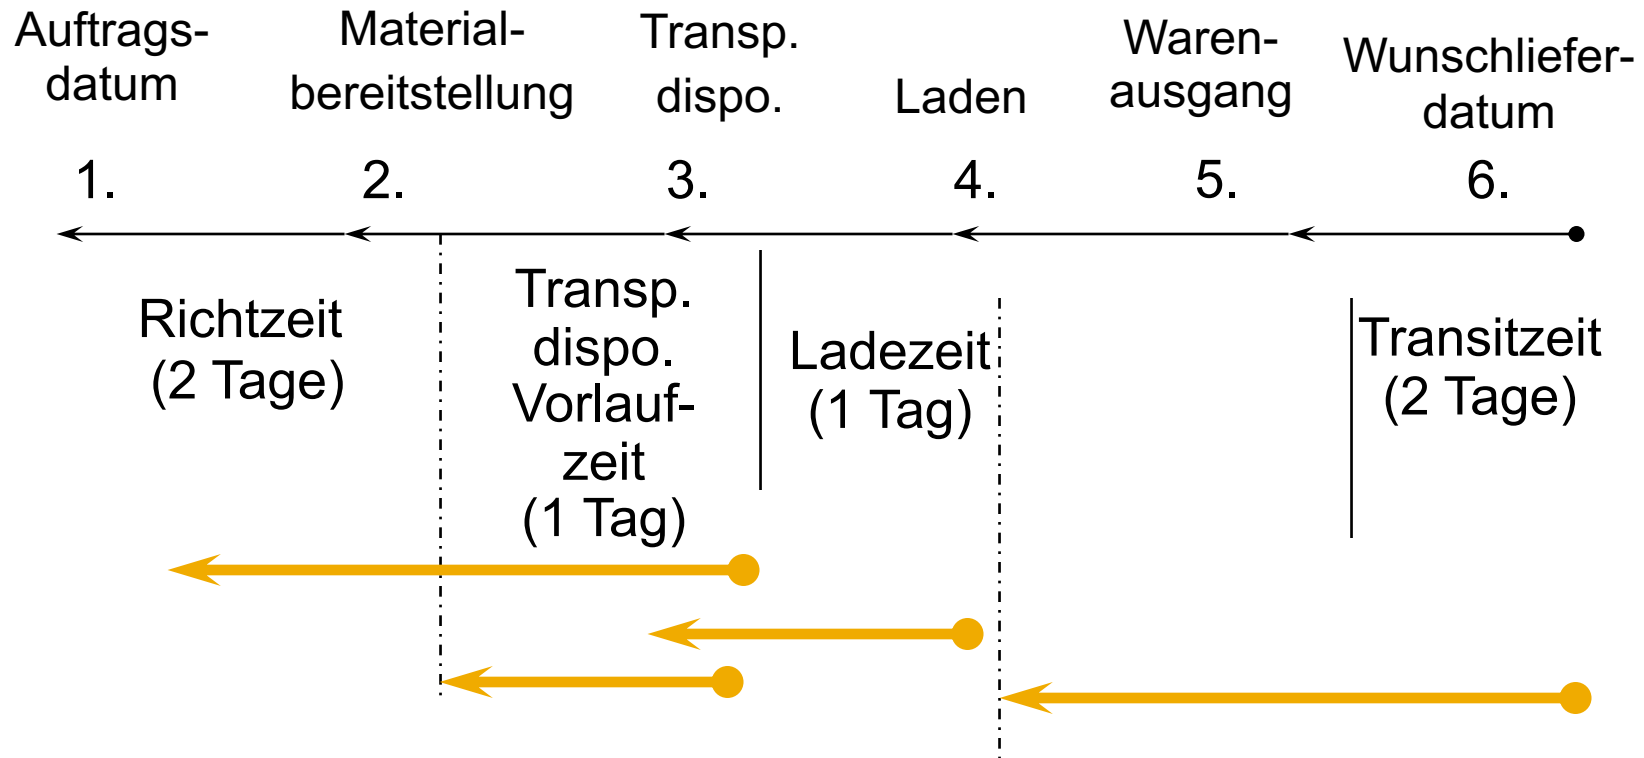 Auftrags-
datum
Material-
bereitstellung
Transp.
dispo.
Laden
Waren-
ausgang
Wunschliefer-
datum
1.
2.
3.
4.
5.
6.
Richtzeit
(2 Tage)
Transp.
dispo.
Vorlauf-
zeit
(1 Tag)
Ladezeit
(1 Tag)
Transitzeit
(2 Tage)